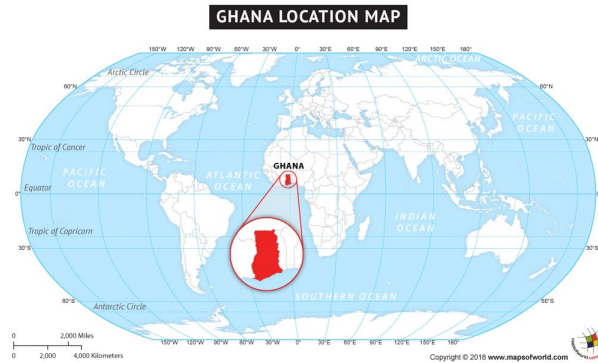 GHANA LOCATION MAP
150°W 120°W 90°W 60°W 30°W 0° 30°E 60°E 90°E 120°E 150°E 180°
ARCTIC OCEAN
Arctic Circle
60°N 60°N
PACIFIC
OCEAN
30°N 30°N
Tropic of Cancer
GHANA
PACIFIC
OCEAN
ATLANTIC
OCEAN
Equator
0° 0°
INDIAN
OCEAN
Tropic of Capricorn
30°S 30°S
SOUTHERN OCEAN
60°S 60°S
Antarctic Circle
150°W 120°W 90°W 60°W 30°W 0° 30°E 60°E 90°E 120°E 150°E 180°
0 2,000 Miles
0 2,000 4,000 Kilometers
Copyright © 2018 www.mapsofworld.com